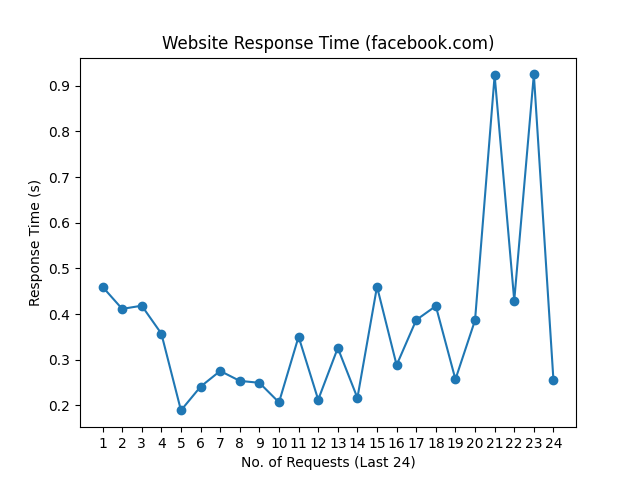 Website Response Time (facebook.com)
Response Time (s)
0.9
0.8
0.7
0.6
0.5
0.4
0.3
0.2
1 2 3 4 5 6 7 8 9 10 11 12 13 14 15 16 17 18 19 20 21 22 23 24
No. of Requests (Last 24)